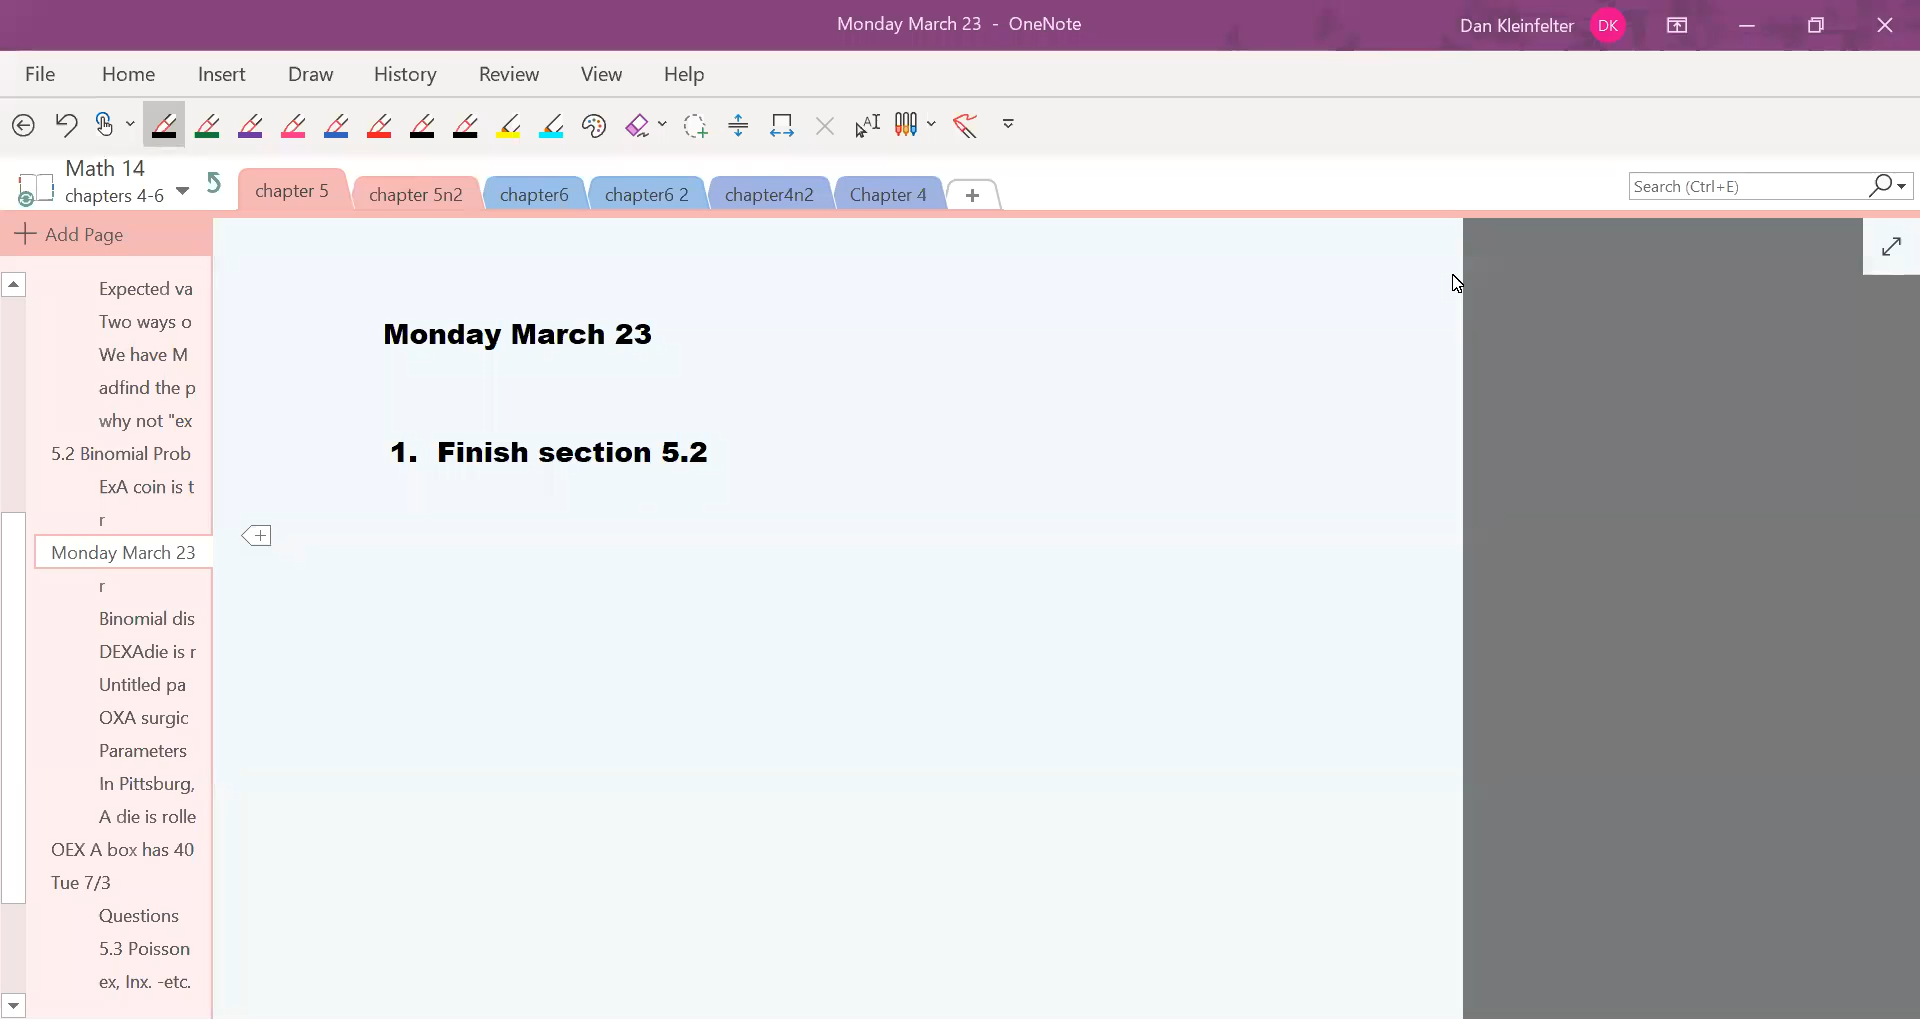 Monday March 23 - OneNote
Dan Kleinfelter DK
File Home Insert Draw History Review View Help
Math 14
chapters 4-6
chapter 5 chapter 5n2 chapter6 chapter6 2 chapter4n2 Chapter 4 +
Search (Ctrl+E)
Add Page
Expected va
Two ways o
We have M
adfind the p
why not "ex
5.2 Binomial Prob
ExA coin is t
r
Monday March 23
r
Binomial dis
DEXAdie is r
Untitled pa
OXA surgic
Parameters
In Pittsburg,
A die is rolle
OEX A box has 40
Tue 7/3
Questions
5.3 Poisson
ex, Inx. -etc.
Monday March 23
1. Finish section 5.2